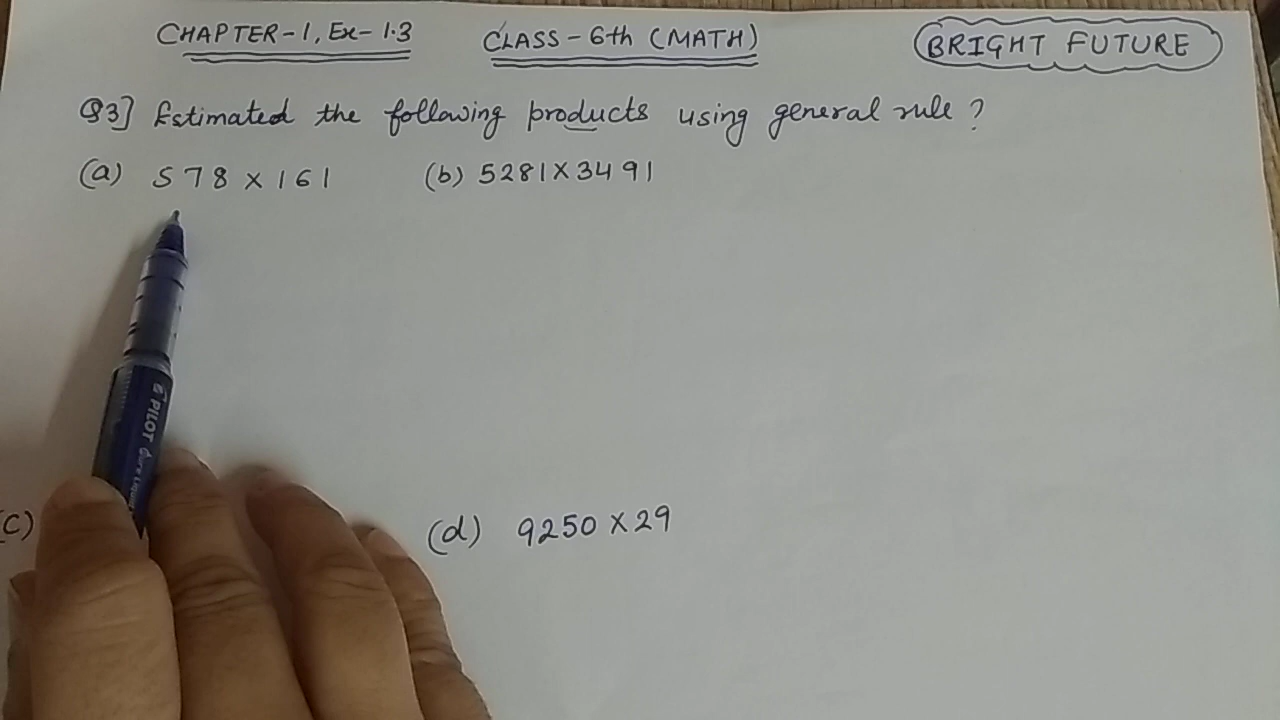 CHAPTER-1, Ex-1.3 CLASS-6th (MATH) BRIGHT FUTURE
Q3] Estimated the following products using general rule?
(a) 578 × 161 (b) 5281 × 3491
(C) (d) 9250 × 29
PILOT